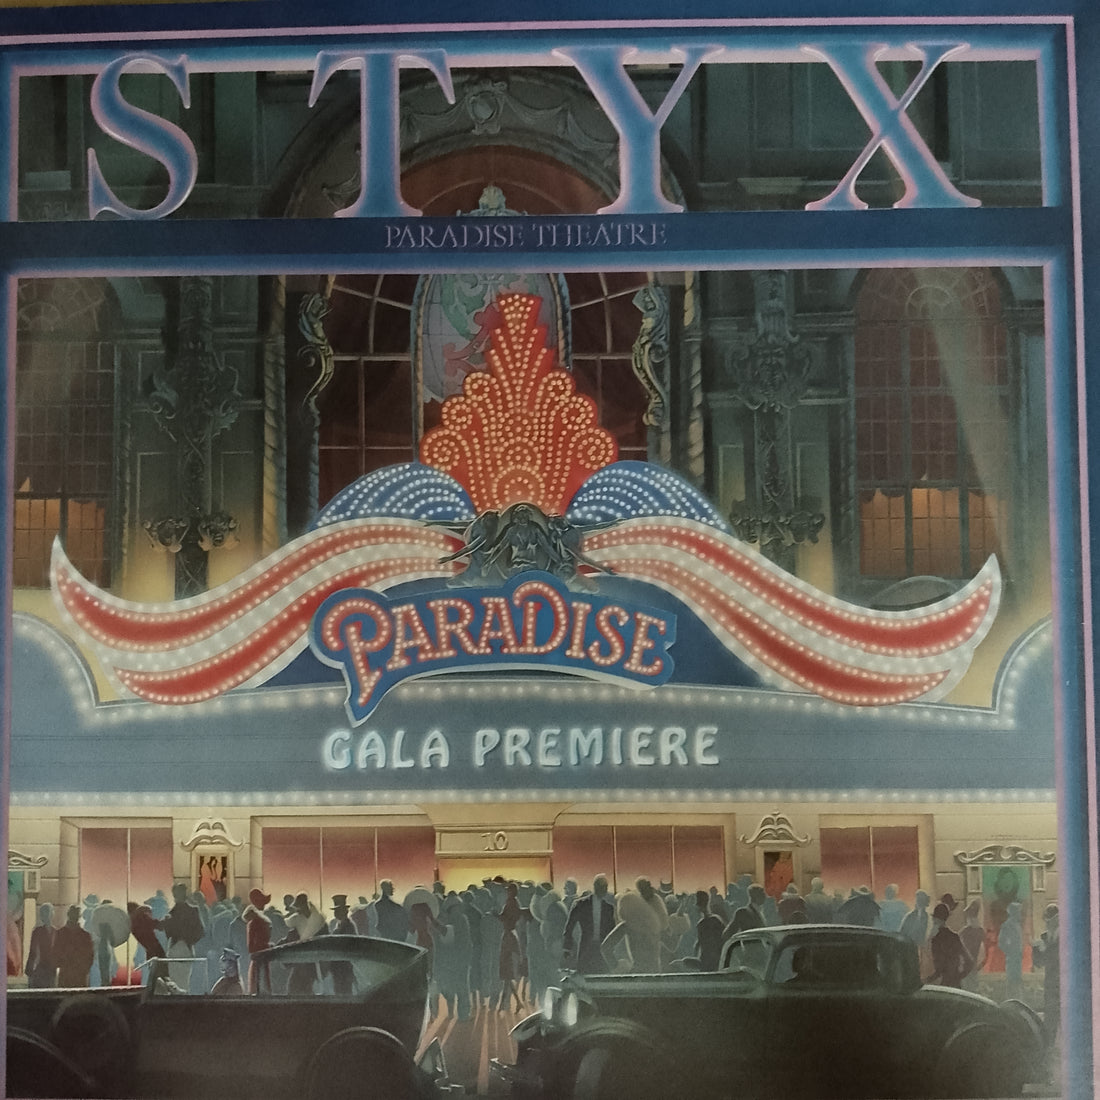 STYX
PARADISE THEATRE
PARADISE
GALA PREMIERE
10